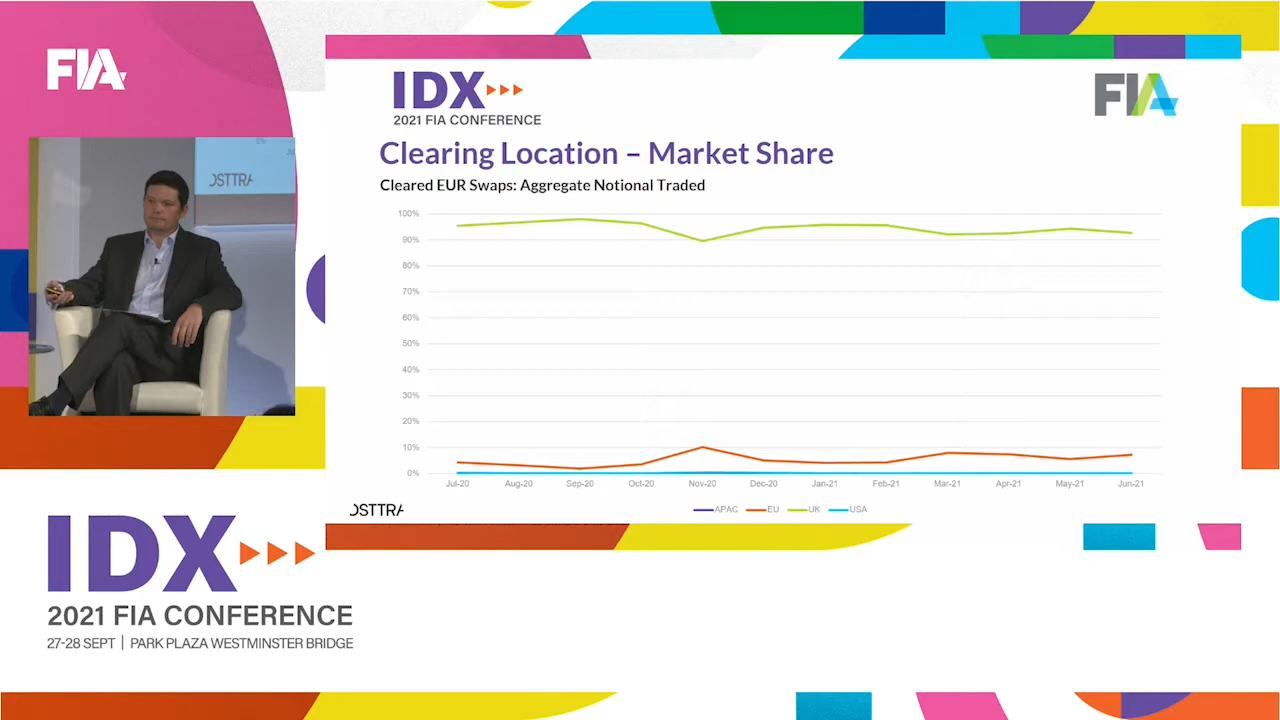 FIA
IDX
2021 FIA CONFERENCE
FIA
Clearing Location – Market Share
Cleared EUR Swaps: Aggregate Notional Traded
100%
90%
80%
70%
60%
50%
40%
30%
20%
10%
0%
Jul-20 Aug-20 Sep-20 Oct-20 Nov-20 Dec-20 Jan-21 Feb-21 Mar-21 Apr-21 May-21 Jun-21
APAC EU UK USA
OSTTRA
OSTTRA
IDX
2021 FIA CONFERENCE
27-28 SEPT | PARK PLAZA WESTMINSTER BRIDGE